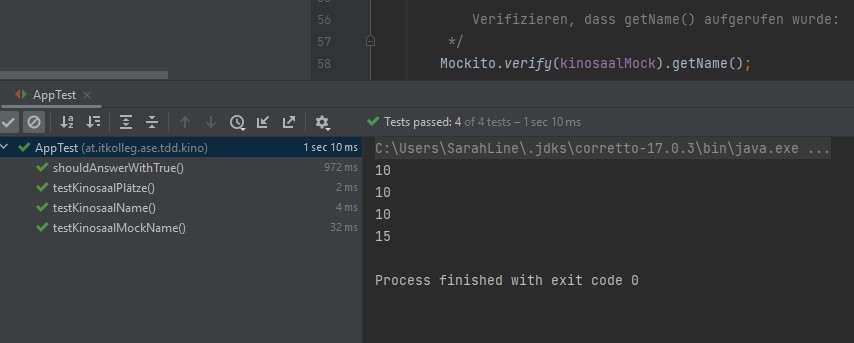 56 Verifizieren, dass getName() aufgerufen wurde:
57 */
58 Mockito.verify(kinosaalMock).getName();
AppTest ×
Tests passed: 4 of 4 tests – 1 sec 10 ms
AppTest (at.itkolleg.ase.tdd.kino) 1 sec 10 ms
shouldAnswerWithTrue() 972 ms
testKinosaalPlätze() 2 ms
testKinosaalName() 4 ms
testKinosaalMockName() 32 ms
C:\Users\SarahLine\.jdks\corretto-17.0.3\bin\java.exe ...
10
10
10
15
Process finished with exit code 0